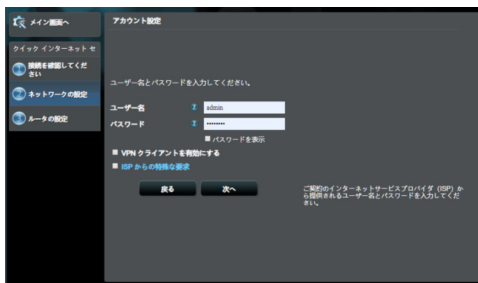 メイン画面へ
クイック インターネット セ
1 接続を確認してくだ
さい
2 ネットワークの設定
3 ルータの設定
アカウント設定
ユーザー名とパスワードを入力してください。
ユーザー名 admin
パスワード ••••••••
パスワードを表示
VPN クライアントを有効にする
ISP からの特殊な要求
戻る 次へ
ご契約のインターネットサービスプロバイダ (ISP) か
ら提供されるユーザー名とパスワードを入力してくだ
さい。